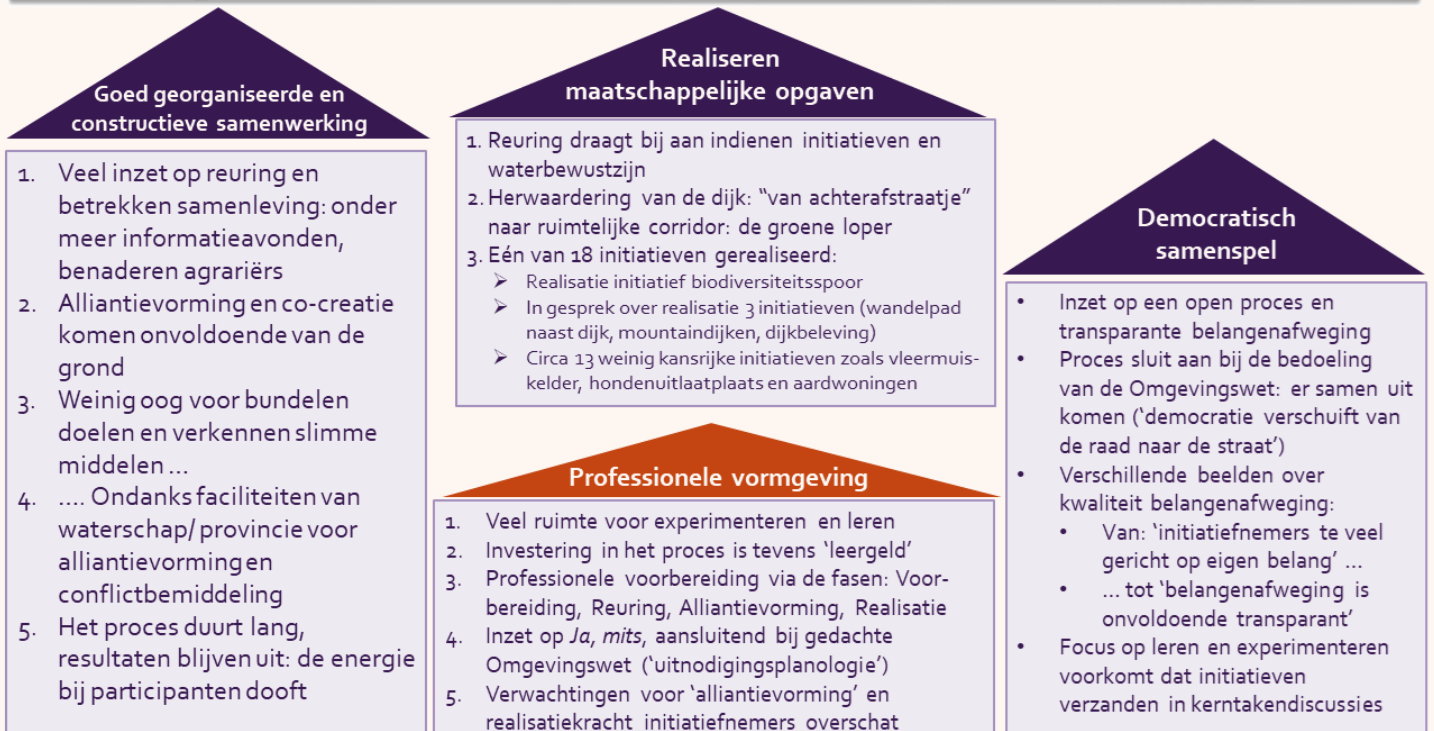 Goed georganiseerde en
constructieve samenwerking
1. Veel inzet op reuring en
betrekken samenleving: onder
meer informatieavonden,
benaderen agrariërs
2. Alliantievorming en co-creatie
komen onvoldoende van de
grond
3. Weinig oog voor bundelen
doelen en verkennen slimme
middelen ...
4. .... Ondanks faciliteiten van
waterschap/ provincie voor
alliantievorming en
conflictbemiddeling
5. Het proces duurt lang,
resultaten blijven uit: de energie
bij participanten dooft
Realiseren
maatschappelijke opgaven
1. Reuring draagt bij aan indienen initiatieven en
waterbewustzijn
2. Herwaardering van de dijk: “van achterafstraatje”
naar ruimtelijke corridor: de groene loper
3. Eén van 18 initiatieven gerealiseerd:
➢ Realisatie initiatief biodiversiteitsspoor
➢ In gesprek over realisatie 3 initiatieven (wandelpad
naast dijk, mountaindijken, dijkbeleving)
➢ Circa 13 weinig kansrijke initiatieven zoals vleermuis-
kelder, hondenuitlaatplaats en aardwoningen
Professionele vormgeving
1. Veel ruimte voor experimenteren en leren
2. Investering in het proces is tevens ‘leergeld’
3. Professionele voorbereiding via de fasen: Voor-
bereiding, Reuring, Alliantievorming, Realisatie
4. Inzet op Ja, mits, aansluitend bij gedachte
Omgevingswet (‘uitnodigingsplanologie’)
5. Verwachtingen voor ‘alliantievorming’ en
realisatiekracht initiatiefnemers overschat
Democratisch
samenspel
• Inzet op een open proces en
transparante belangenafweging
• Proces sluit aan bij de bedoeling
van de Omgevingswet: er samen uit
komen (‘democratie verschuift van
de raad naar de straat’)
• Verschillende beelden over
kwaliteit belangenafweging:
• Van: ‘initiatiefnemers te veel
gericht op eigen belang’ ...
• ... tot ‘belangenafweging is
onvoldoende transparant’
• Focus op leren en experimenteren
voorkomt dat initiatieven
verzanden in kerntakendiscussies